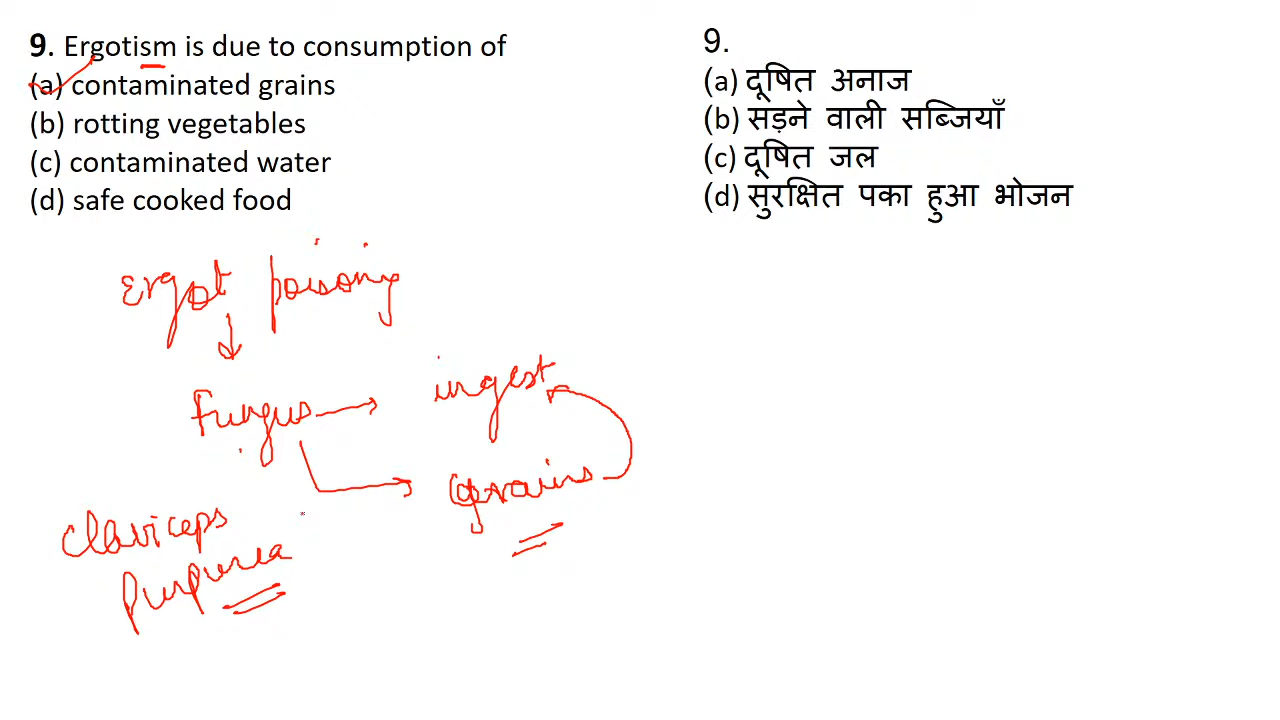 9. Ergotism is due to consumption of
(a) contaminated grains
(b) rotting vegetables
(c) contaminated water
(d) safe cooked food
9.
(a) दूषित अनाज
(b) सड़ने वाली सब्जियाँ
(c) दूषित जल
(d) सुरक्षित पका हुआ भोजन
Ergot poisoning
Fungus
ingest
grains
claviceps
purpurea